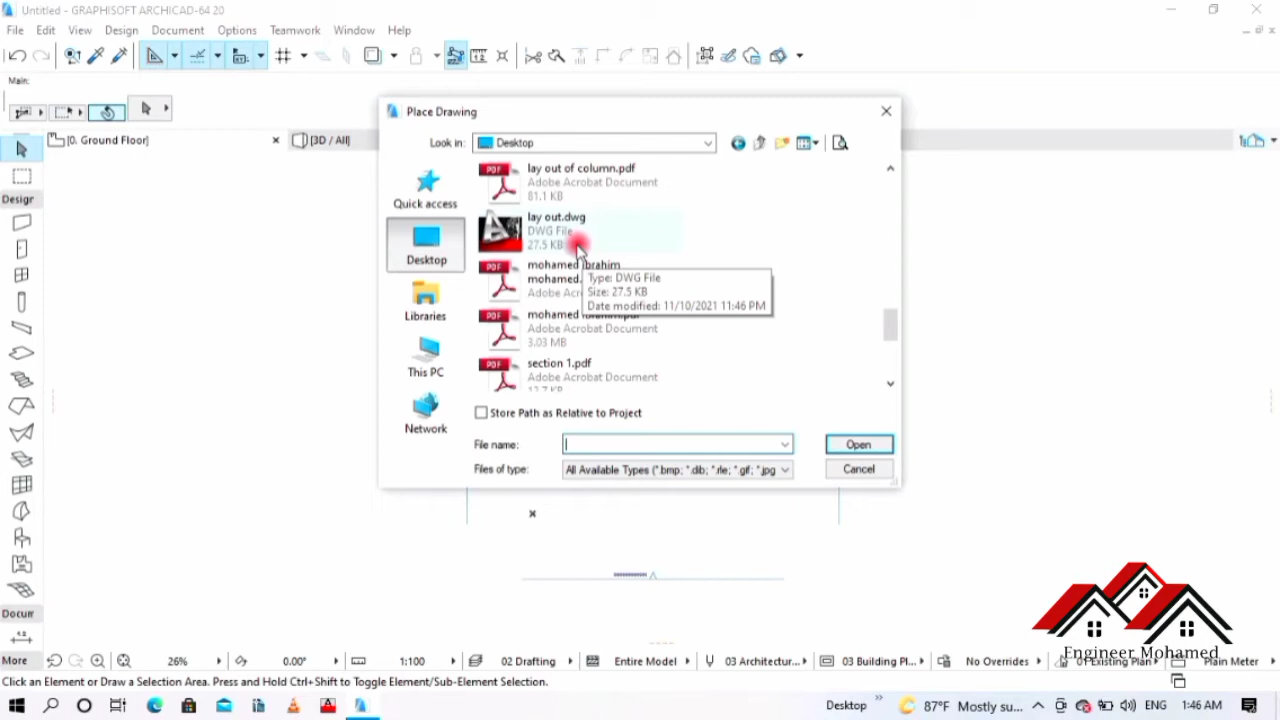 Untitled - GRAPHISOFT ARCHICAD-64 20
File Edit View Design Document Options Teamwork Window Help
Main:
[0. Ground Floor]
[3D / All]
Place Drawing
Look in: Desktop
Quick access
Desktop
Libraries
This PC
Network
lay out of column.pdf
Adobe Acrobat Document
81.1 KB
lay out.dwg
DWG File
27.5 KB
mohamed ibrahim
mohamed.
Type: DWG File
Size: 27.5 KB
Date modified: 11/10/2021 11:46 PM
Adobe Acrobat Document
3.03 MB
section 1.pdf
Adobe Acrobat Document
Store Path as Relative to Project
File name:
Open
Files of type: All Available Types (*.bmp; *.dib; *.rle; *.gif; *.jpg
Cancel
Design
Docum
More
26% 0.00° 1:100 02 Drafting Entire Model 03 Architectur... 03 Building Pl... No Overrides 01 Existing Plan Plain Meter
Engineer Mohamed
Click an Element or Draw a Selection Area. Press and Hold Ctrl+Shift to Toggle Element/Sub-Element Selection.
Desktop 87°F Mostly su... ENG 1:46 AM